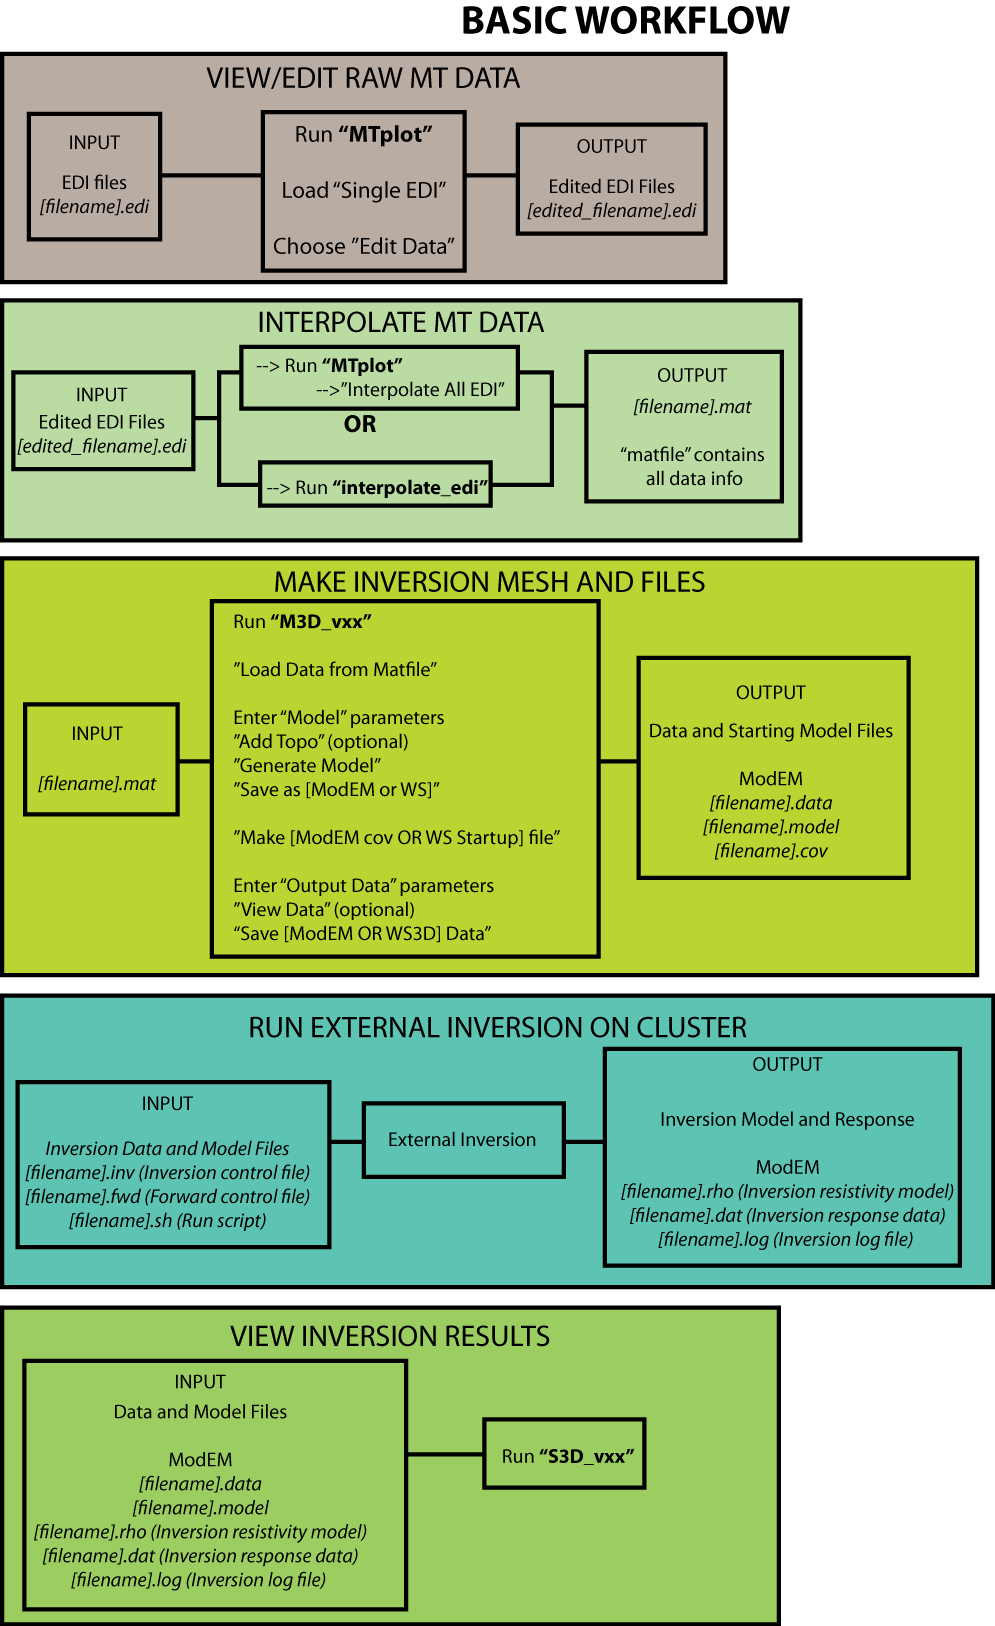 BASIC WORKFLOW
VIEW/EDIT RAW MT DATA
INPUT
EDI files
[filename].edi
Run “MTplot”
Load “Single EDI”
Choose ”Edit Data”
OUTPUT
Edited EDI Files
[edited_filename].edi
INTERPOLATE MT DATA
INPUT
Edited EDI Files
[edited_filename].edi
--> Run “MTplot”
-->”Interpolate All EDI”
OR
--> Run “interpolate_edi”
OUTPUT
[filename].mat
“matfile” contains
all data info
MAKE INVERSION MESH AND FILES
INPUT
[filename].mat
Run “M3D_vxx”
”Load Data from Matfile”
Enter “Model” parameters
”Add Topo” (optional)
”Generate Model”
”Save as [ModEM or WS]”
”Make [ModEM cov OR WS Startup] file”
Enter “Output Data” parameters
”View Data” (optional)
“Save [ModEM OR WS3D] Data”
OUTPUT
Data and Starting Model Files
ModEM
[filename].data
[filename].model
[filename].cov
RUN EXTERNAL INVERSION ON CLUSTER
INPUT
Inversion Data and Model Files
[filename].inv (Inversion control file)
[filename].fwd (Forward control file)
[filename].sh (Run script)
External Inversion
OUTPUT
Inversion Model and Response
ModEM
[filename].rho (Inversion resistivity model)
[filename].dat (Inversion response data)
[filename].log (Inversion log file)
VIEW INVERSION RESULTS
INPUT
Data and Model Files
ModEM
[filename].data
[filename].model
[filename].rho (Inversion resistivity model)
[filename].dat (Inversion response data)
[filename].log (Inversion log file)
Run “S3D_vxx”